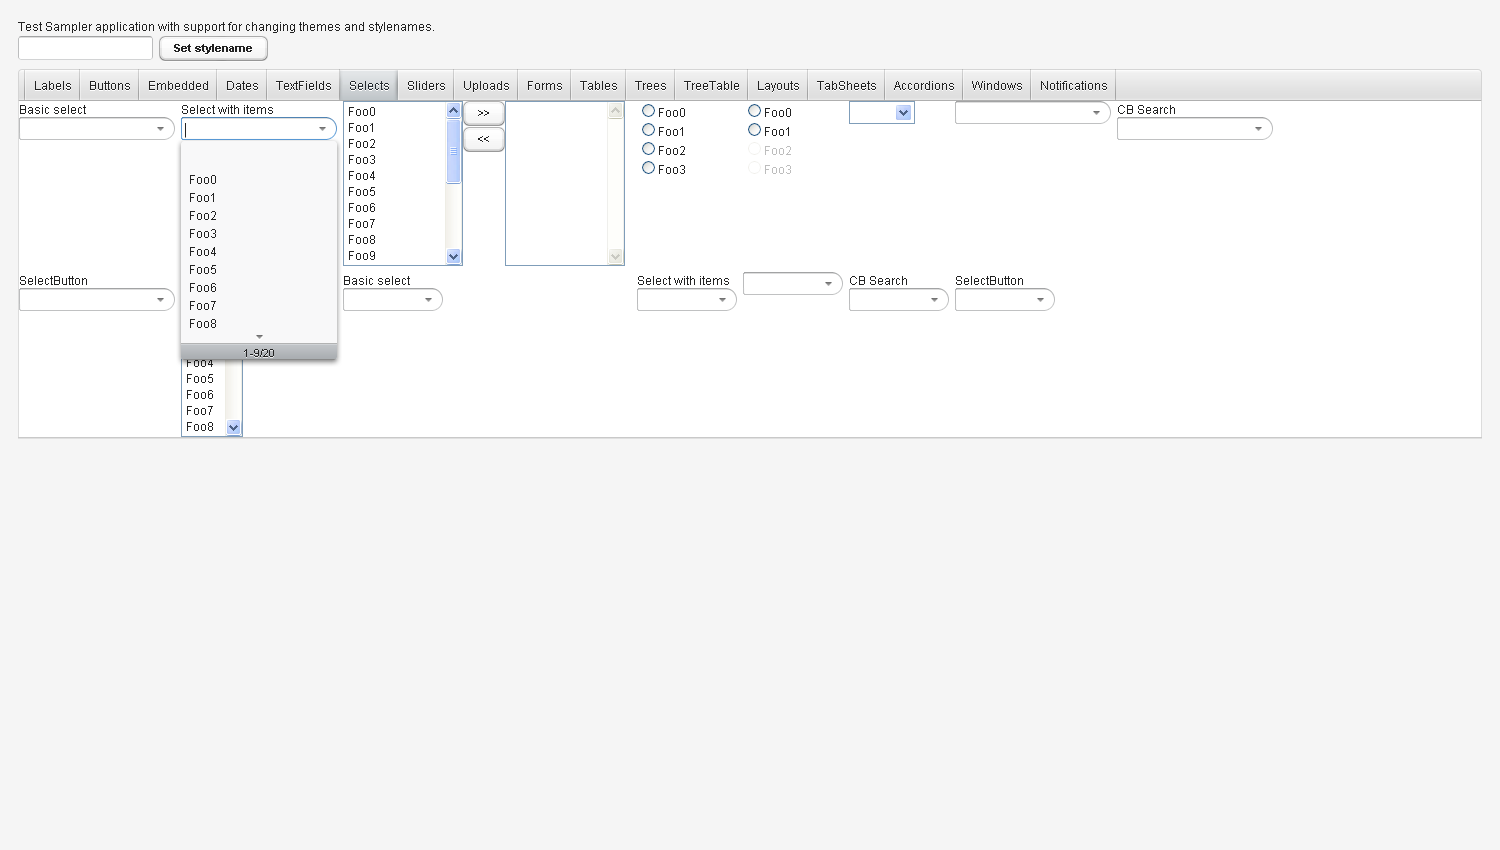 Test Sampler application with support for changing themes and stylenames.
Set stylename
Labels Buttons Embedded Dates TextFields Selects Sliders Uploads Forms Tables Trees TreeTable Layouts TabSheets Accordions Windows Notifications
Basic select
Select with items
Foo0
Foo1
Foo2
Foo3
Foo4
Foo5
Foo6
Foo7
Foo8
1-9/20
Foo0
Foo1
Foo2
Foo3
Foo4
Foo5
Foo6
Foo7
Foo8
Foo9
>>
<<
Foo0
Foo1
Foo2
Foo3
Foo0
Foo1
Foo2
Foo3
CB Search
SelectButton
Foo4
Foo5
Foo6
Foo7
Foo8
Basic select
Select with items
CB Search
SelectButton